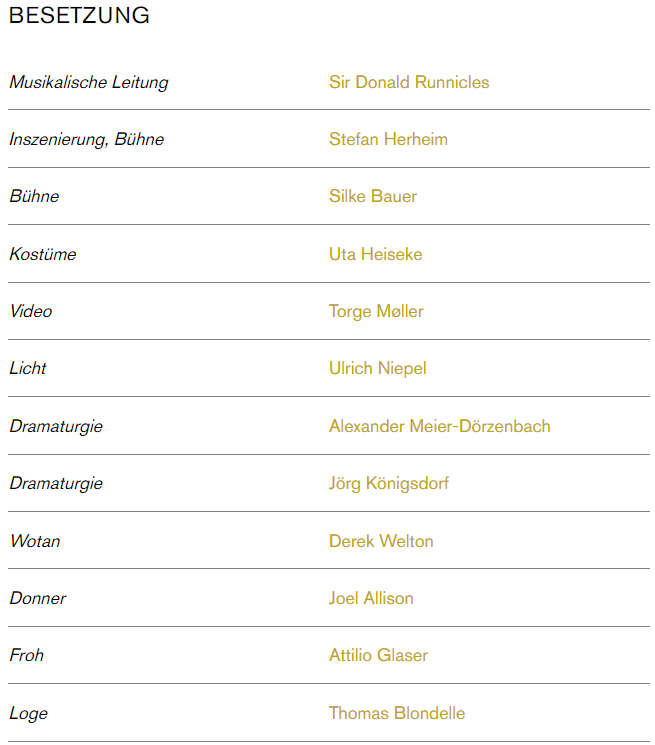 BESETZUNG
Musikalische Leitung Sir Donald Runnicles
Inszenierung, Bühne Stefan Herheim
Bühne Silke Bauer
Kostüme Uta Heiseke
Video Torge Møller
Licht Ulrich Niepel
Dramaturgie Alexander Meier-Dörzenbach
Dramaturgie Jörg Königsdorf
Wotan Derek Welton
Donner Joel Allison
Froh Attilio Glaser
Loge Thomas Blondelle